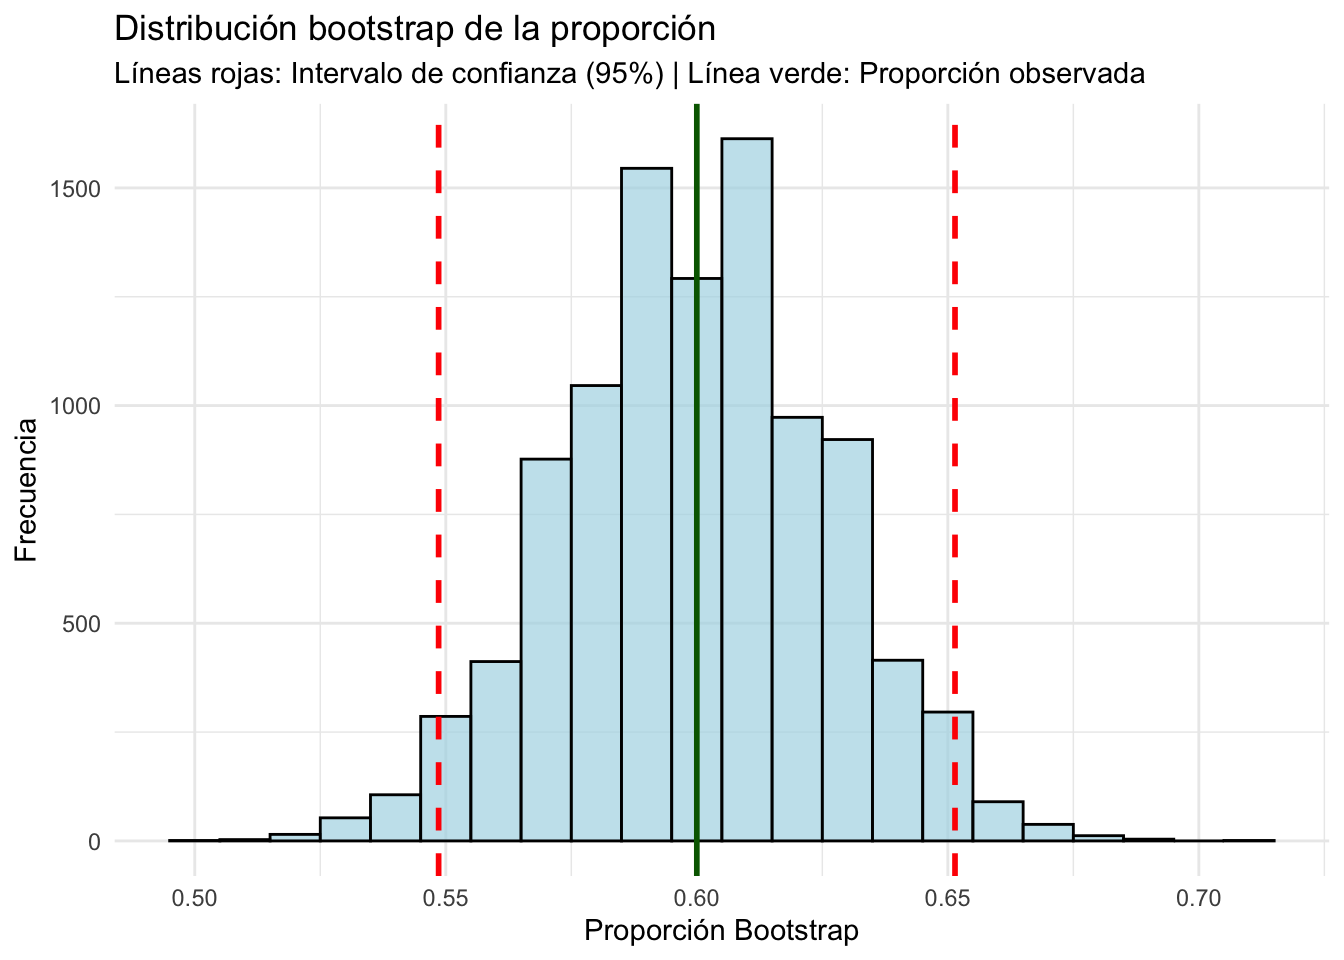 Distribución bootstrap de la proporción
Líneas rojas: Intervalo de confianza (95%) | Línea verde: Proporción observada
Frecuencia
1500
1000
500
0
0.50 0.55 0.60 0.65 0.70
Proporción Bootstrap